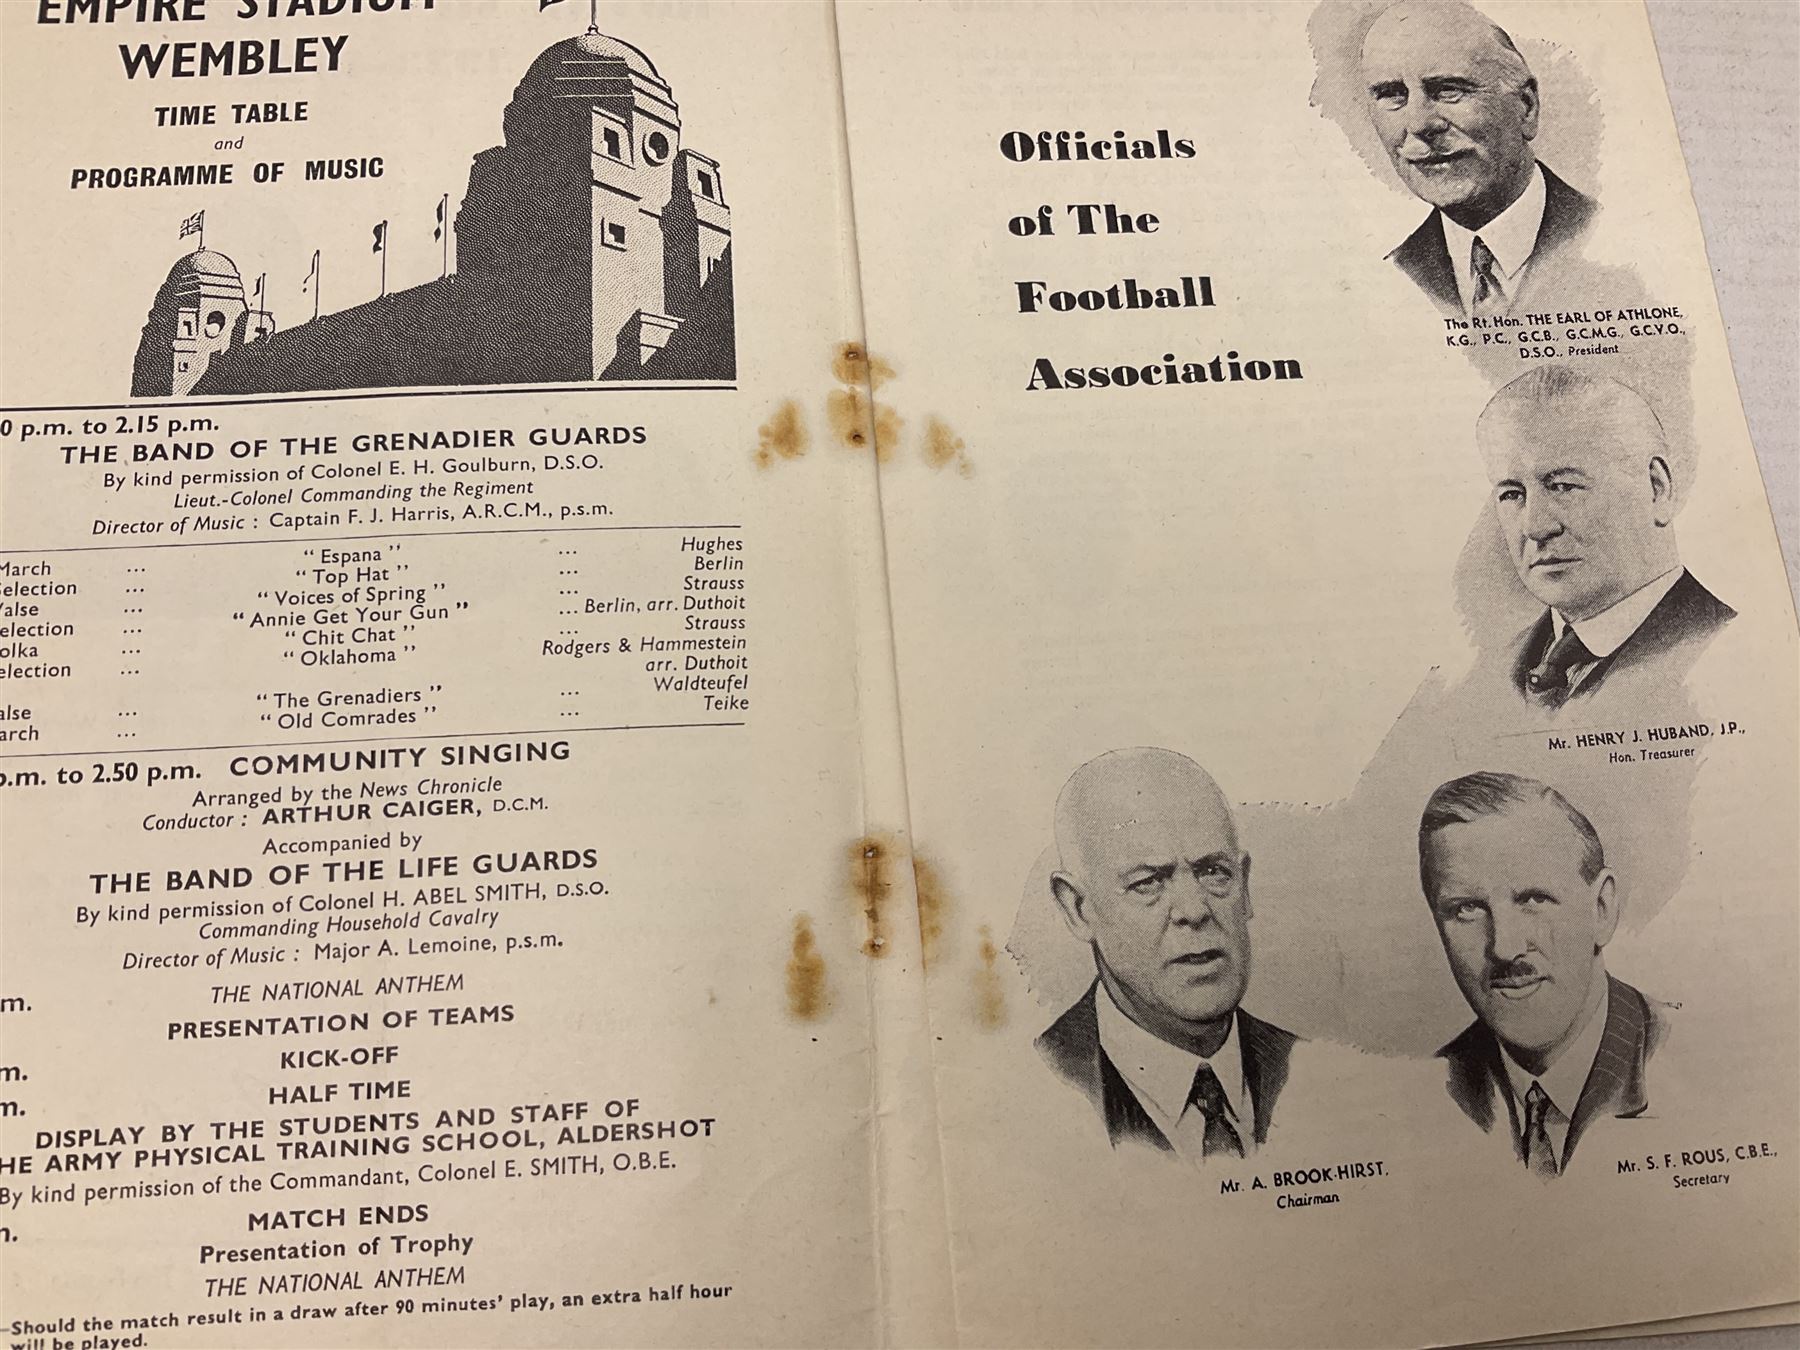 EMPIRE STADIUM
WEMBLEY
TIME TABLE
and
PROGRAMME OF MUSIC
0 p.m. to 2.15 p.m.
THE BAND OF THE GRENADIER GUARDS
By kind permission of Colonel E. H. Goulburn, D.S.O.
Lieut.-Colonel Commanding the Regiment
Director of Music : Captain F. J. Harris, A.R.C.M., p.s.m.
March ... "Espana" ... Hughes
Selection ... "Top Hat" ... Berlin
Valse ... "Voices of Spring" ... Strauss
election ... "Annie Get Your Gun" ... Berlin, arr. Duthoit
olka ... "Chit Chat" ... Strauss
election ... "Oklahoma" Rodgers & Hammestein
arr. Duthoit
alse ... "The Grenadiers" ... Waldteufel
arch ... "Old Comrades" ... Teike
p.m. to 2.50 p.m. COMMUNITY SINGING
Arranged by the News Chronicle
Conductor : ARTHUR CAIGER, D.C.M.
Accompanied by
THE BAND OF THE LIFE GUARDS
By kind permission of Colonel H. ABEL SMITH, D.S.O.
Commanding Household Cavalry
Director of Music : Major A. Lemoine, p.s.m.
m. THE NATIONAL ANTHEM
PRESENTATION OF TEAMS
m. KICK-OFF
m. HALF TIME
DISPLAY BY THE STUDENTS AND STAFF OF
HE ARMY PHYSICAL TRAINING SCHOOL, ALDERSHOT
By kind permission of the Commandant, Colonel E. SMITH, O.B.E.
n. MATCH ENDS
Presentation of Trophy
THE NATIONAL ANTHEM
—Should the match result in a draw after 90 minutes' play, an extra half hour
will be played.
Officials
of The
Football
Association
The Rt. Hon. THE EARL OF ATHLONE,
K.G., P.C., G.C.B., G.C.M.G., G.C.V.O.,
D.S.O., President
Mr. HENRY J. HUBAND, J.P.,
Hon. Treasurer
Mr. A. BROOK-HIRST,
Chairman
Mr. S. F. ROUS, C.B.E.,
Secretary